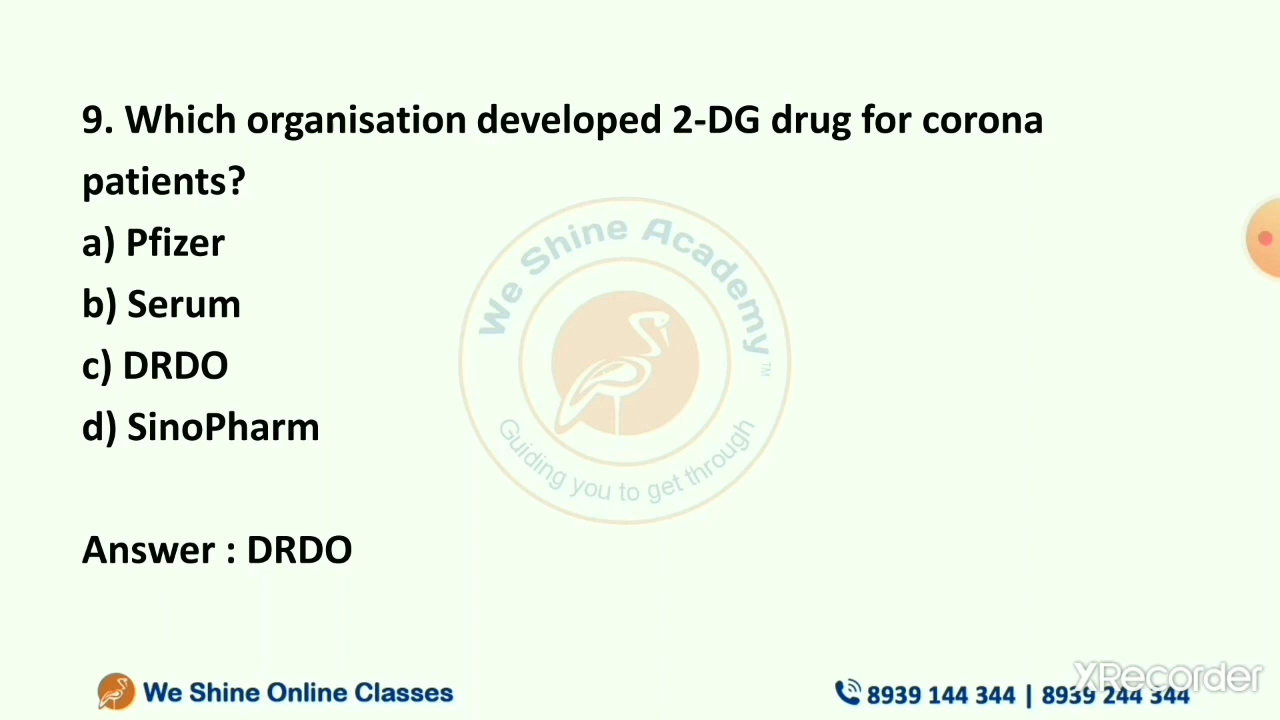 9. Which organisation developed 2-DG drug for corona
patients?
a) Pfizer
b) Serum
c) DRDO
d) SinoPharm
We Shine Academy
TM
Guiding you to get through
Answer : DRDO
We Shine Online Classes
8939 144 344 | 8939 244 344
XRecorder